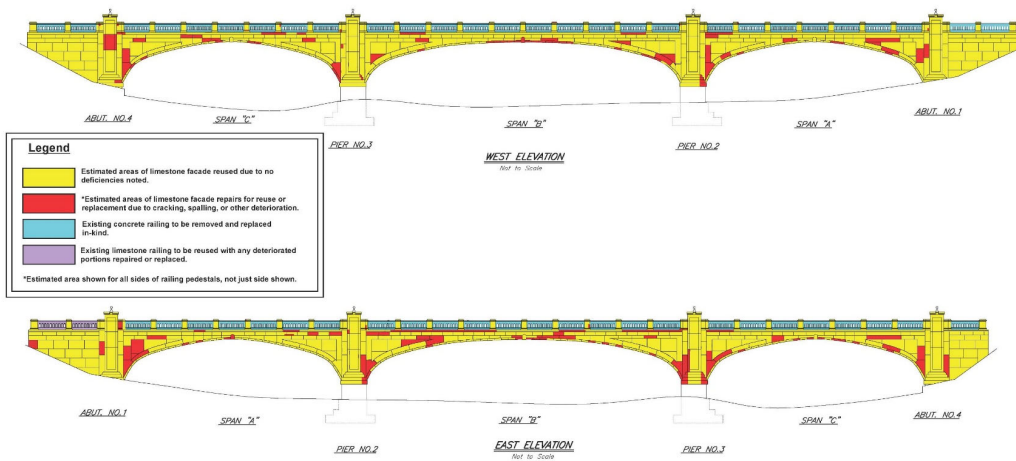 ABUT. NO.4
SPAN "C"
PIER NO.3
SPAN "B"
WEST ELEVATION
Not to Scale
PIER NO.2
SPAN "A"
ABUT. NO.1
Legend
Estimated areas of limestone facade reused due to no
deficiencies noted.
*Estimated areas of limestone facade repairs for reuse or
replacement due to cracking, spalling, or other deterioration.
Existing concrete railing to be removed and replaced
in-kind.
Existing limestone railing to be reused with any deteriorated
portions repaired or replaced.
*Estimated area shown for all sides of railing pedestals, not just side shown.
ABUT. NO.1
SPAN "A"
PIER NO.2
SPAN "B"
EAST ELEVATION
Not to Scale
PIER NO.3
SPAN "C"
ABUT. NO.4